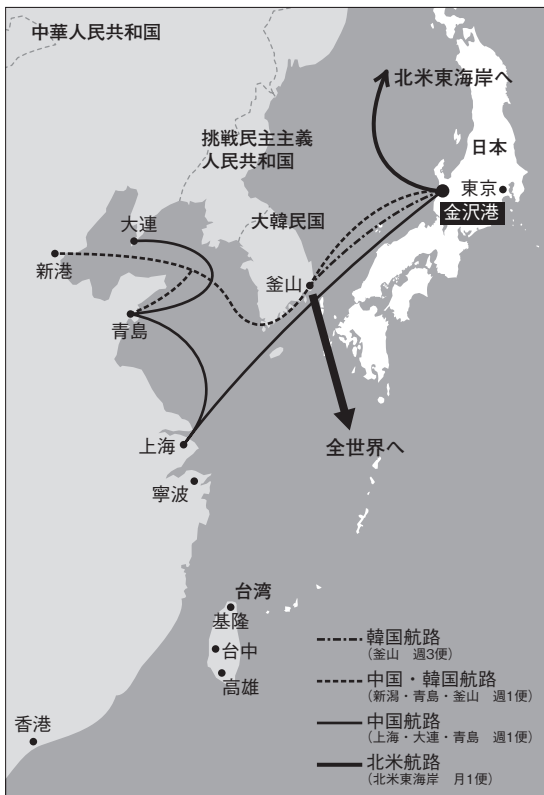 中華人民共和国
北米東海岸へ
挑戦民主主義
人民共和国
日本
大韓民国
東京
金沢港
大連
新港
釜山
青島
上海
全世界へ
寧波
台湾
基隆
台中
高雄
香港
韓国航路
(釜山 週3便)
中国・韓国航路
(新潟・青島・釜山 週1便)
中国航路
(上海・大連・青島 週1便)
北米航路
(北米東海岸 月1便)